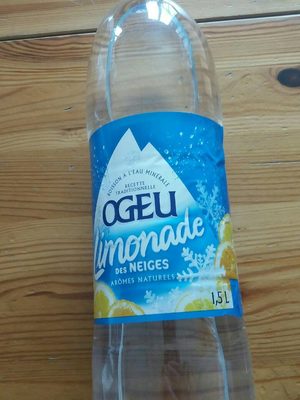 BOISSON A L'EAU MINÉRALE
RECETTE
TRADITIONNELLE
OGEU
Limonade
DES NEIGES
ARÔMES NATURELS
1,5 L